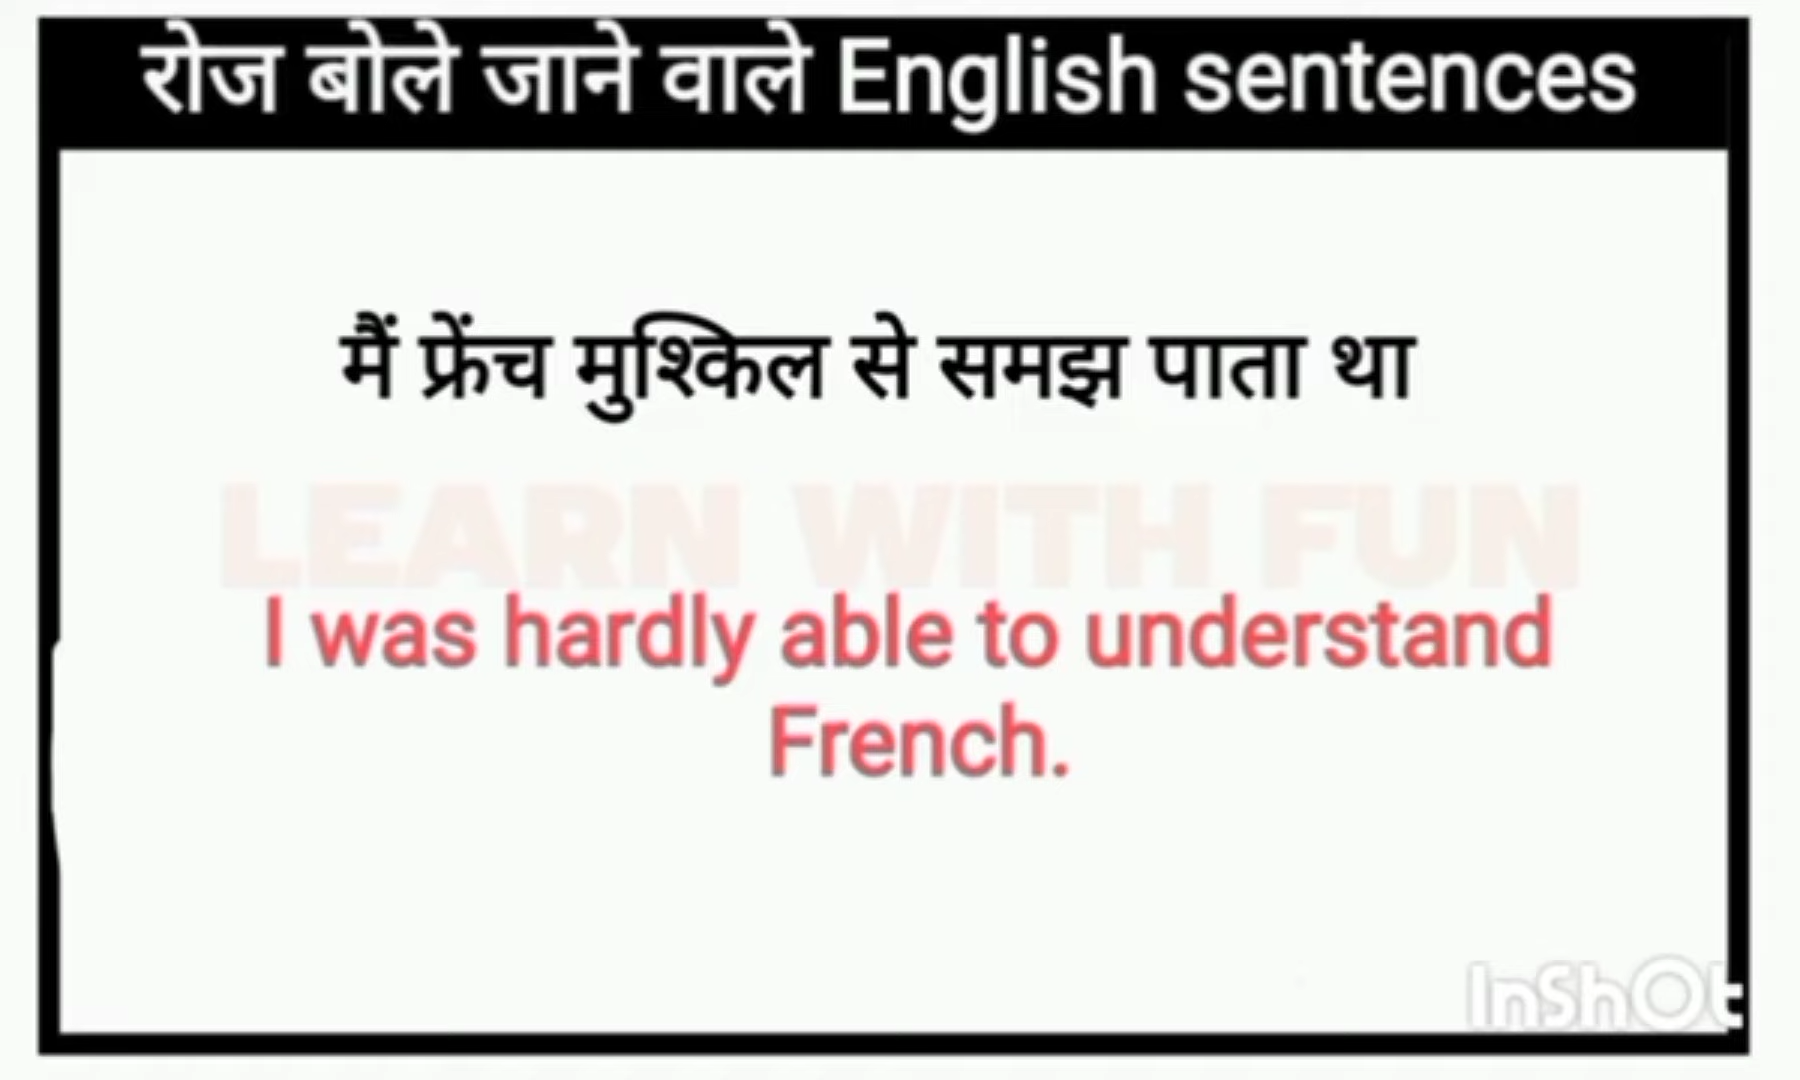 रोज बोले जाने वाले English sentences
मैं फ्रेंच मुश्किल से समझ पाता था
LEARN WITH FUN
I was hardly able to understand
French.
InShOt